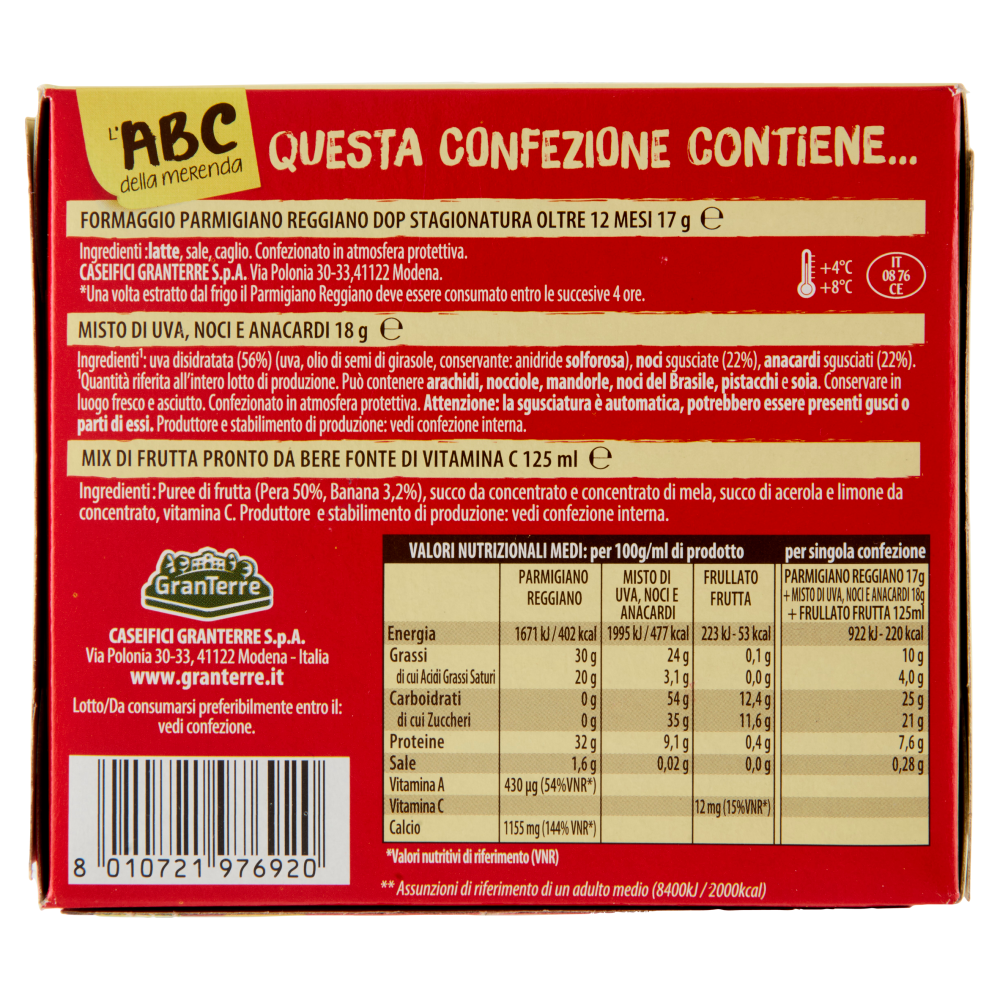 L'ABC
della merenda
QUESTA CONFEZIONE CONTIENE...
FORMAGGIO PARMIGIANO REGGIANO DOP STAGIONATURA OLTRE 12 MESI 17 g ℮
Ingredienti :latte, sale, caglio. Confezionato in atmosfera protettiva.
CASEIFICI GRANTERRE S.p.A. Via Polonia 30-33,41122 Modena.
*Una volta estratto dal frigo il Parmigiano Reggiano deve essere consumato entro le succesive 4 ore.
+4°C
+8°C
IT
08 76
CE
MISTO DI UVA, NOCI E ANACARDI 18 g ℮
Ingredienti¹: uva disidratata (56%) (uva, olio di semi di girasole, conservante: anidride solforosa), noci sgusciate (22%), anacardi sgusciati (22%).
¹Quantità riferita all'intero lotto di produzione. Può contenere arachidi, nocciole, mandorle, noci del Brasile, pistacchi e soia. Conservare in
luogo fresco e asciutto. Confezionato in atmosfera protettiva. Attenzione: la sgusciatura è automatica, potrebbero essere presenti gusci o
parti di essi. Produttore e stabilimento di produzione: vedi confezione interna.
MIX DI FRUTTA PRONTO DA BERE FONTE DI VITAMINA C 125 ml ℮
Ingredienti: Puree di frutta (Pera 50%, Banana 3,2%), succo da concentrato e concentrato di mela, succo di acerola e limone da
concentrato, vitamina C. Produttore e stabilimento di produzione: vedi confezione interna.
GranTerre
CASEIFICI GRANTERRE S.p.A.
Via Polonia 30-33, 41122 Modena - Italia
www.granterre.it
Lotto/Da consumarsi preferibilmente entro il:
vedi confezione.
8 010721 976920
VALORI NUTRIZIONALI MEDI: per 100g/ml di prodotto per singola confezione
PARMIGIANO REGGIANO MISTO DI UVA, NOCI E ANACARDI FRULLATO FRUTTA PARMIGIANO REGGIANO 17g + MISTO DI UVA, NOCI E ANACARDI 18g + FRULLATO FRUTTA 125ml
Energia 1671 kJ / 402 kcal 1995 kJ / 477 kcal 223 kJ - 53 kcal 922 kJ - 220 kcal
Grassi 30 g 24 g 0,1 g 10 g
di cui Acidi Grassi Saturi 20 g 3,1 g 0,0 g 4,0 g
Carboidrati 0 g 54 g 12,4 g 25 g
di cui Zuccheri 0 g 35 g 11,6 g 21 g
Proteine 32 g 9,1 g 0,4 g 7,6 g
Sale 1,6 g 0,02 g 0,0 g 0,28 g
Vitamina A 430 µg (54%VNR*)
Vitamina C 12 mg (15%VNR*)
Calcio 1155 mg (144% VNR*)
*Valori nutritivi di riferimento (VNR)
** Assunzioni di riferimento di un adulto medio (8400kJ / 2000kcal)